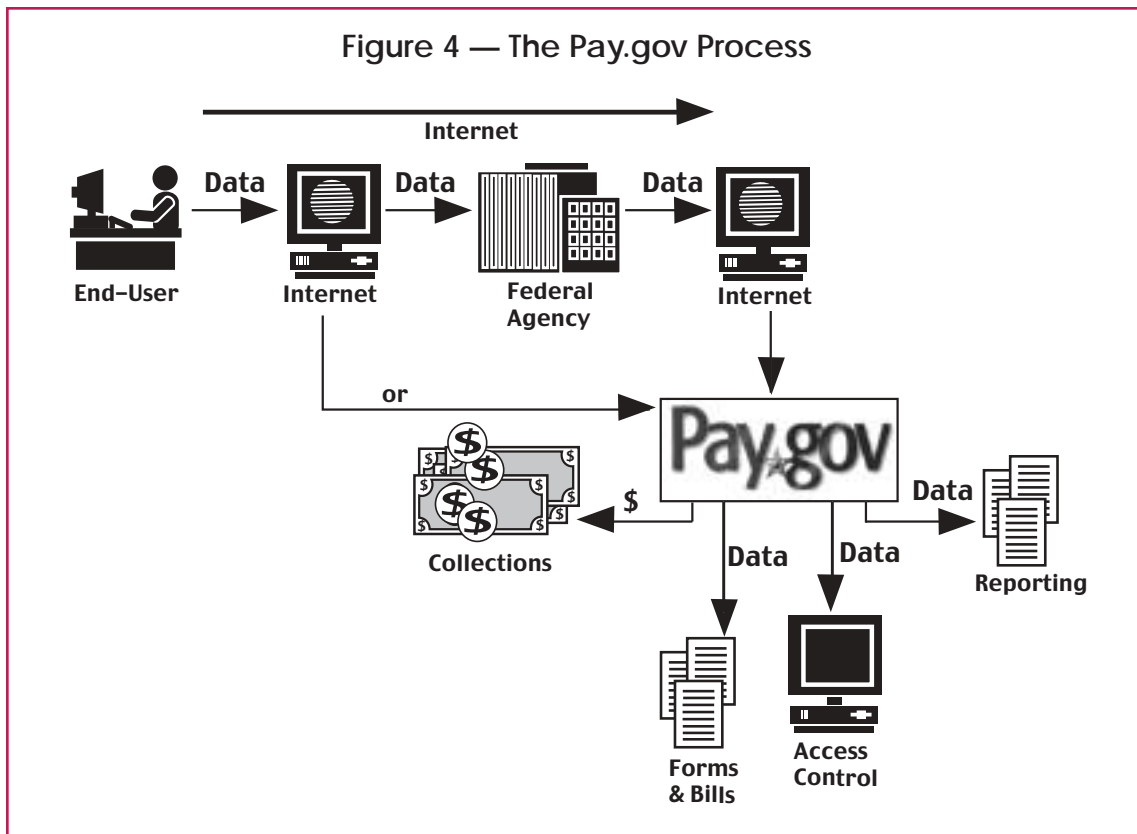 Figure 4 — The Pay.gov Process
Internet
Data
Data
Data
End-User
Internet
Federal
Agency
Internet
or
Pay.gov
$
Collections
Data
Data
Data
Reporting
Forms
& Bills
Access
Control